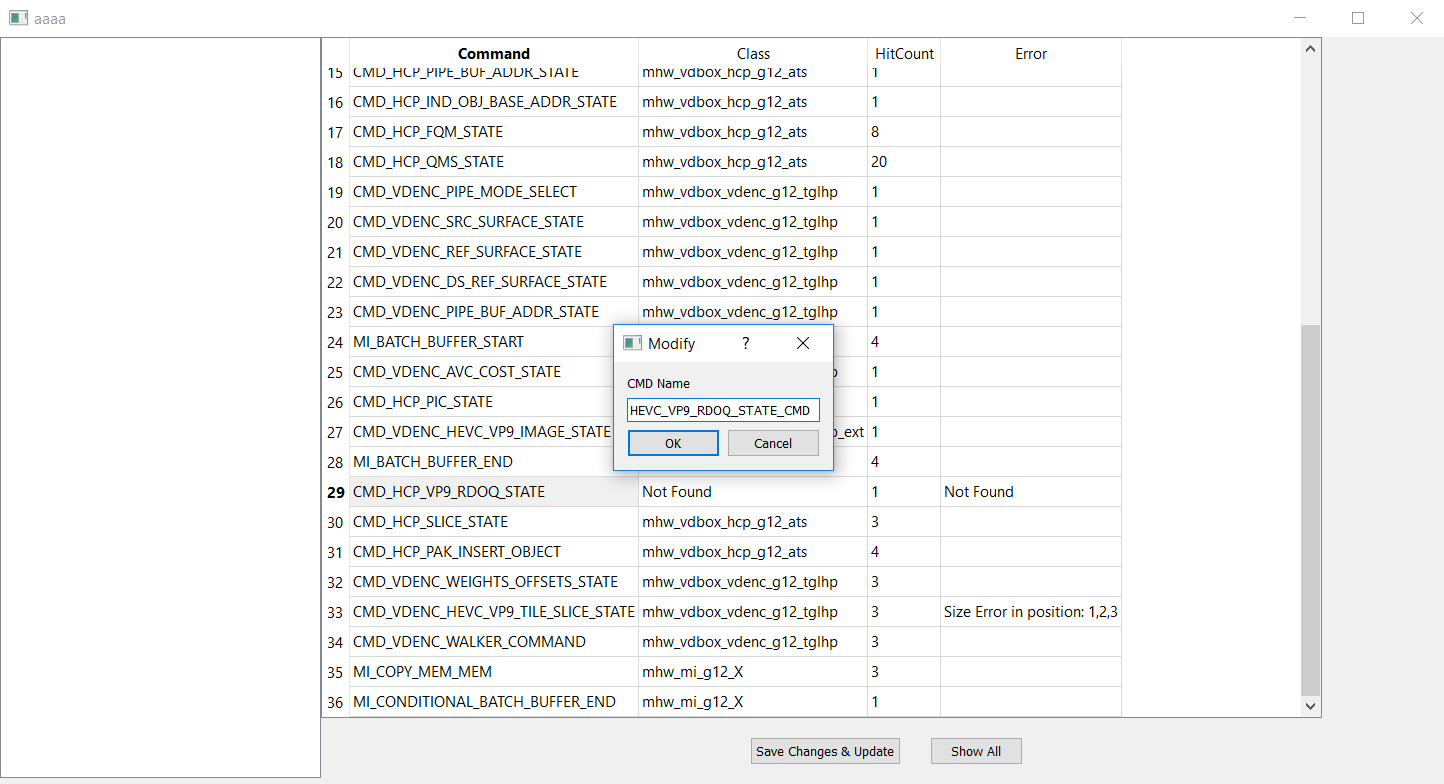 aaaa
Command Class HitCount Error
15 CMD_HCP_PIPE_BUF_ADDR_STATE mhw_vdbox_hcp_g12_ats 1
16 CMD_HCP_IND_OBJ_BASE_ADDR_STATE mhw_vdbox_hcp_g12_ats 1
17 CMD_HCP_FQM_STATE mhw_vdbox_hcp_g12_ats 8
18 CMD_HCP_QMS_STATE mhw_vdbox_hcp_g12_ats 20
19 CMD_VDENC_PIPE_MODE_SELECT mhw_vdbox_vdenc_g12_tglhp 1
20 CMD_VDENC_SRC_SURFACE_STATE mhw_vdbox_vdenc_g12_tglhp 1
21 CMD_VDENC_REF_SURFACE_STATE mhw_vdbox_vdenc_g12_tglhp 1
22 CMD_VDENC_DS_REF_SURFACE_STATE mhw_vdbox_vdenc_g12_tglhp 1
23 CMD_VDENC_PIPE_BUF_ADDR_STATE mhw_vdbox_vdenc_g12_tglhp 1
24 MI_BATCH_BUFFER_START 4
25 CMD_VDENC_AVC_COST_STATE p 1
26 CMD_HCP_PIC_STATE 1
27 CMD_VDENC_HEVC_VP9_IMAGE_STATE p_ext 1
28 MI_BATCH_BUFFER_END 4
29 CMD_HCP_VP9_RDOQ_STATE Not Found 1 Not Found
30 CMD_HCP_SLICE_STATE mhw_vdbox_hcp_g12_ats 3
31 CMD_HCP_PAK_INSERT_OBJECT mhw_vdbox_hcp_g12_ats 4
32 CMD_VDENC_WEIGHTS_OFFSETS_STATE mhw_vdbox_vdenc_g12_tglhp 3
33 CMD_VDENC_HEVC_VP9_TILE_SLICE_STATE mhw_vdbox_vdenc_g12_tglhp 3 Size Error in position: 1,2,3
34 CMD_VDENC_WALKER_COMMAND mhw_vdbox_vdenc_g12_tglhp 3
35 MI_COPY_MEM_MEM mhw_mi_g12_X 3
36 MI_CONDITIONAL_BATCH_BUFFER_END mhw_mi_g12_X 1
Modify ?
CMD Name
HEVC_VP9_RDOQ_STATE_CMD
OK Cancel
Save Changes & Update Show All